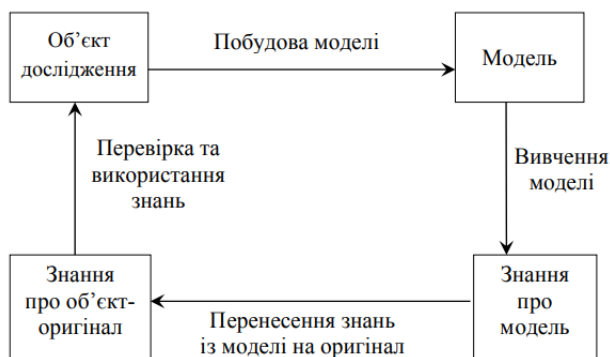 Об’єкт
дослідження
Побудова моделі
Модель
Перевірка та
використання
знань
Вивчення
моделі
Знання
про об’єкт-
оригінал
Перенесення знань
із моделі на оригінал
Знання
про
модель